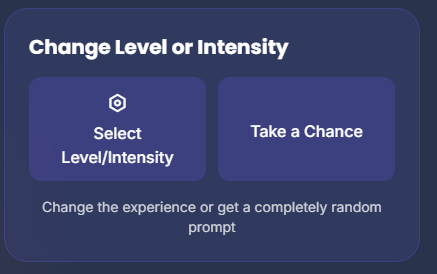 Change Level or Intensity
Select
Level/Intensity
Take a Chance
Change the experience or get a completely random
prompt